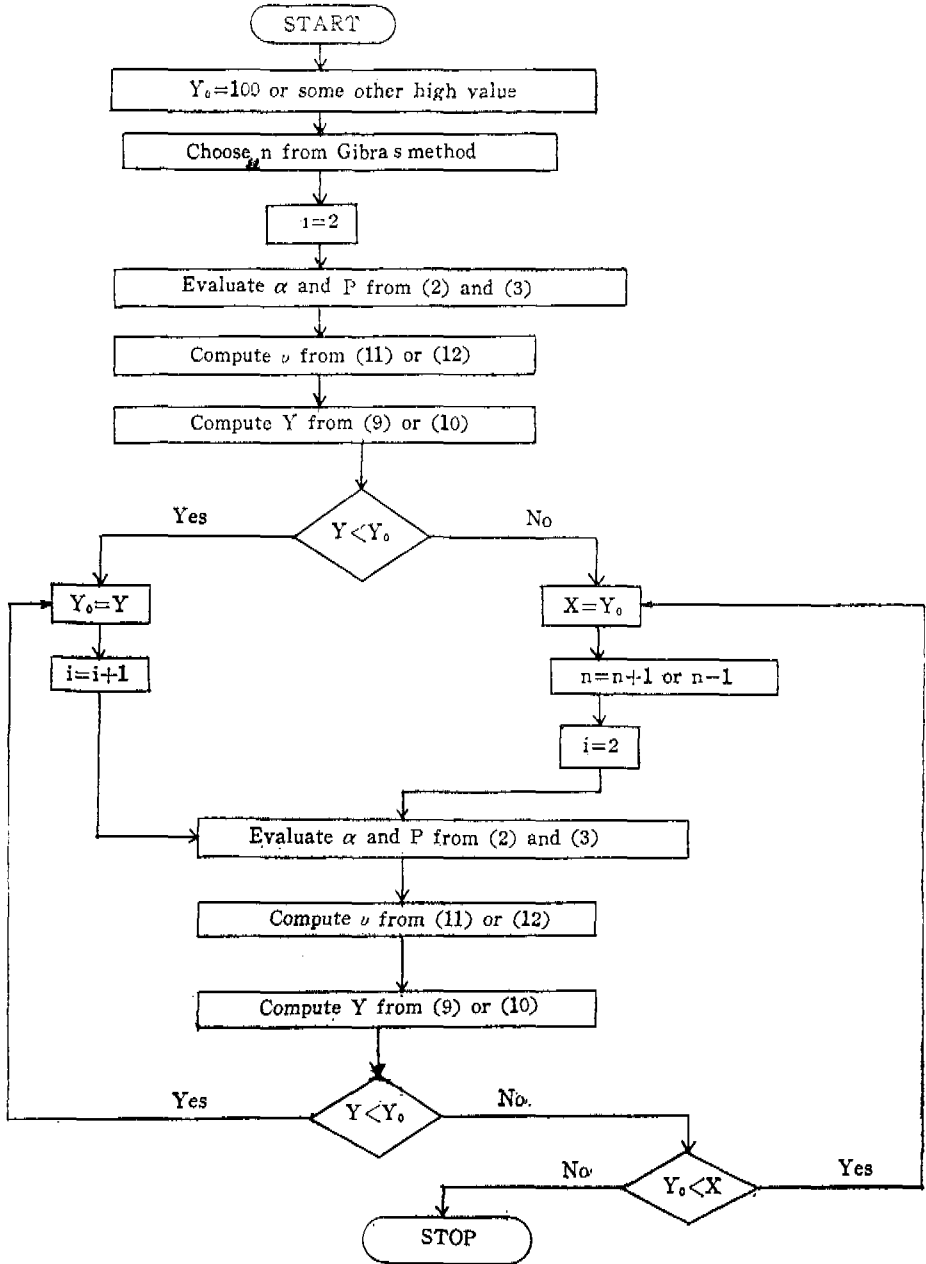 START
Y₀=100 or some other high value
Choose n from Gibra s method
i=2
Evaluate α and P from (2) and (3)
Compute υ from (11) or (12)
Compute Y from (9) or (10)
Y<Y₀
Yes
No
Y₀=Y
X=Y₀
i=i+1
n=n+1 or n-1
i=2
Evaluate α and P from (2) and (3)
Compute υ from (11) or (12)
Compute Y from (9) or (10)
Yes
Y<Y₀
No.
No
Y₀<X
Yes
STOP